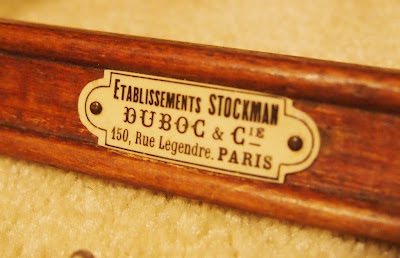 ETABLISSEMENTS STOCKMAN
DUBOC & CIE
150, Rue Legendre. PARIS